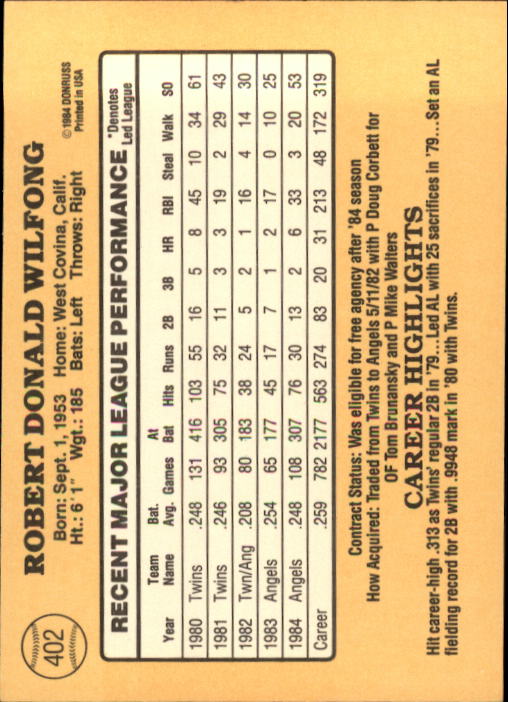 402
ROBERT DONALD WILFONG
Born: Sept. 1, 1953 Home: West Covina, Calif.
Ht.: 6' 1" Wgt.: 185 Bats: Left Throws: Right
©1984 DONRUSS
Printed in USA
RECENT MAJOR LEAGUE PERFORMANCE *Denotes Led League
Year Team Name Bat. Avg. Games At Bat Hits Runs 2B 3B HR RBI Steal Walk SO
1980 Twins .248 131 416 103 55 16 5 8 45 10 34 61
1981 Twins .246 93 305 75 32 11 3 3 19 2 29 43
1982 Twn/Ang .208 80 183 38 24 5 2 1 16 4 14 30
1983 Angels .254 65 177 45 17 7 1 2 17 0 10 25
1984 Angels .248 108 307 76 30 13 2 6 33 3 20 53
Career .259 782 2177 563 274 83 20 31 213 48 172 319
Contract Status: Was eligible for free agency after '84 season
How Acquired: Traded from Twins to Angels 5/11/82 with P Doug Corbett for
OF Tom Brunansky and P Mike Walters
CAREER HIGHLIGHTS
Hit career-high .313 as Twins' regular 2B in '79...Led AL with 25 sacrifices in '79...Set an AL
fielding record for 2B with .9948 mark in '80 with Twins.